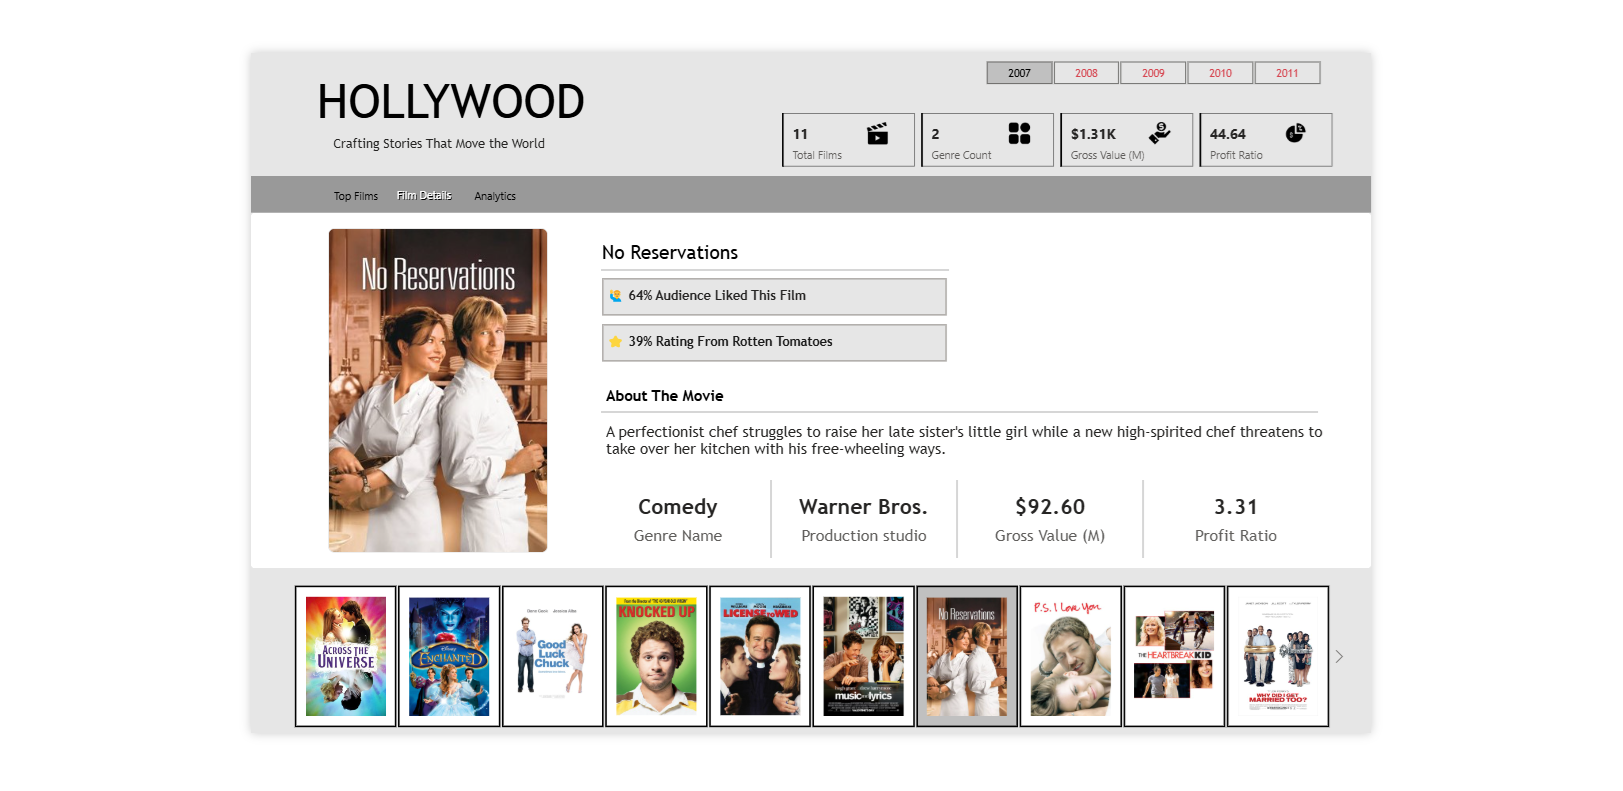 2007
2008
2009
2010
2011
HOLLYWOOD
Crafting Stories That Move the World
11
Total Films
2
Genre Count
$1.31K
Gross Value (M)
44.64
Profit Ratio
Top Films
Film Details
Analytics
No Reservations
No Reservations
64% Audience Liked This Film
39% Rating From Rotten Tomatoes
About The Movie
A perfectionist chef struggles to raise her late sister's little girl while a new high-spirited chef threatens to
take over her kitchen with his free-wheeling ways.
Comedy
Genre Name
Warner Bros.
Production studio
$92.60
Gross Value (M)
3.31
Profit Ratio
ACROSS THE
UNIVERSE
Disney
ENCHANTED
Dane Cook Jessica Alba
Good
Luck
Chuck
KNOCKED UP
LICENSE TO WED
music and lyrics
No Reservations
P.S. I Love You
THE HEARTBREAK KID
WHY DID I GET
MARRIED TOO?